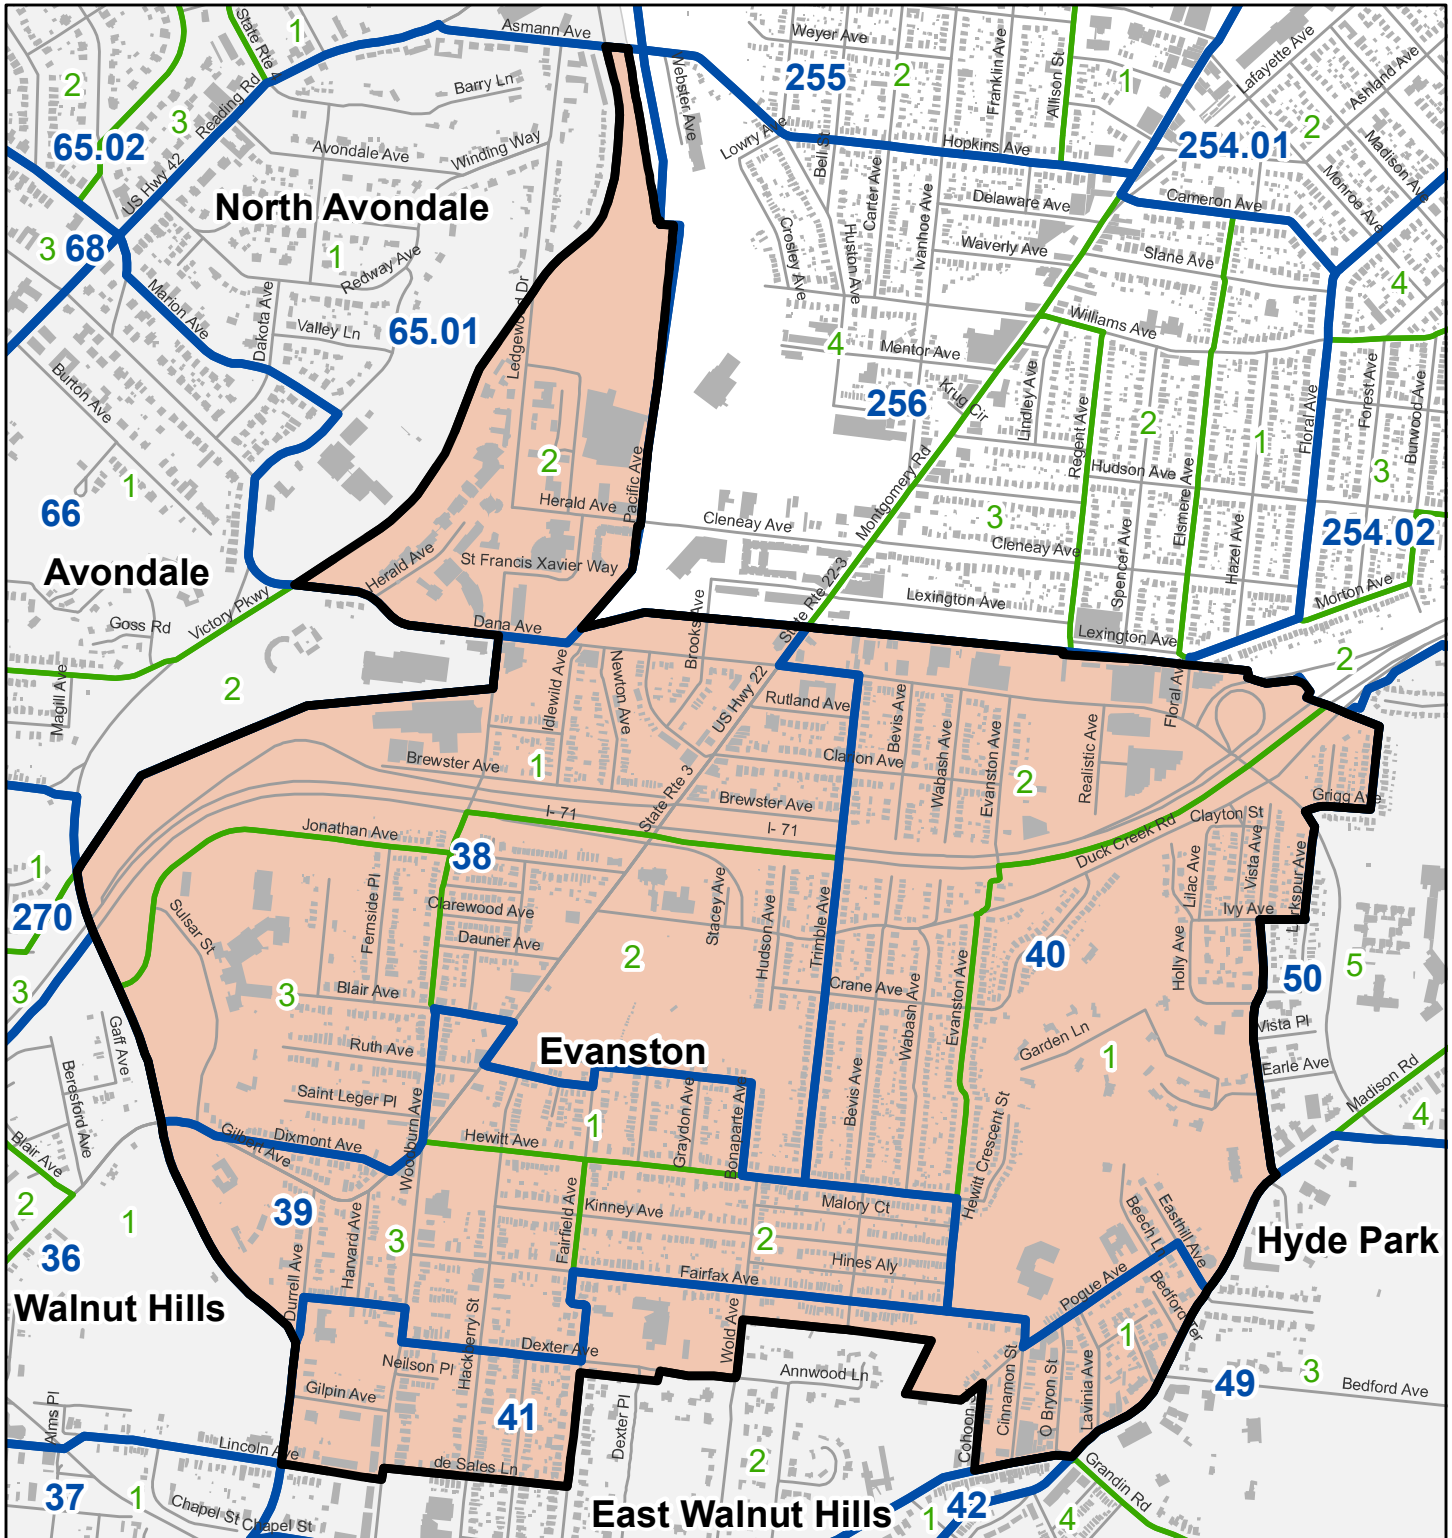 Asmann Ave
State Rte
Weyer Ave
Franklin Ave
Allison St
Lafayette Ave
Ashland Ave
1
2
255
2
1
Barry Ln
Webster Ave
3
Reading Rd
65.02
Avondale Ave
Winding Way
Lowry Ave
Bell St
Hopkins Ave
254.01
2
Madison Ave
US Hwy 42
Monroe Ave
North Avondale
Carter Ave
Delaware Ave
Cameron Ave
Ivanhoe Ave
3
68
1
Redway Ave
Crosley Ave
Huston Ave
Waverly Ave
Slane Ave
Marion Ave
Dakota Ave
Valley Ln
65.01
Ledgewood Dr
4
Williams Ave
4
Mentor Ave
Burton Ave
256
Krug Cir
Lindley Ave
Regent Ave
2
1
Floral Ave
Forest Ave
Burwood Ave
2
Pacific Ave
Herald Ave
1
66
Montgomery Rd
Hudson Ave
3
Elsmere Ave
Cleneay Ave
3
Cleneay Ave
Hazel Ave
254.02
Avondale
Herald Ave
St Francis Xavier Way
Spencer Ave
Victory Pkwy
Lexington Ave
Morton Ave
Goss Rd
Dana Ave
Brooks Ave
State Rte 22-3
Lexington Ave
2
Magill Ave
2
Idlewild Ave
Newton Ave
US Hwy 22
Rutland Ave
Bevis Ave
Floral Av
Brewster Ave
1
Clarion Ave
Wabash Ave
Evanston Ave
2
Realistic Ave
State Rte 3
Brewster Ave
Grigg Ave
I- 71
I- 71
Clayton St
Jonathan Ave
38
Duck Creek Rd
Lilac Ave
Vista Ave
1
270
Fernside Pl
Clarewood Ave
Stacey Ave
Ivy Ave
Larkspur Ave
Sulsar St
Dauner Ave
2
Hudson Ave
Trimble Ave
40
Holly Ave
50
5
3
3
Blair Ave
Crane Ave
Wabash Ave
Evanston Ave
Gaff Ave
Ruth Ave
Evanston
Garden Ln
1
Vista Pl
Beresford Ave
Earle Ave
Saint Leger Pl
Woodburn Ave
Graydon Ave
Bonaparte Ave
Bevis Ave
Madison Rd
4
Blair Ave
Gilbert Ave
Dixmont Ave
Hewitt Ave
1
Hewitt Crescent St
2
1
39
Harvard Ave
Fairfield Ave
Kinney Ave
Malory Ct
Beech L
Easthill Ave
36
3
2
Hyde Park
Durrell Ave
Fairfax Ave
Hines Aly
Pogue Ave
Bedford Ter
Walnut Hills
Hackberry St
Dexter Ave
Wold Ave
1
Neilson Pl
Annwood Ln
Cinnamon St
O Bryon St
Lavinia Ave
49
3
Bedford Ave
Gilpin Ave
Alms Pl
41
Dexter Pl
Cohoon S
Lincoln Ave
de Sales Ln
2
Grandin Rd
37
1
Chapel St
Chapel St
East Walnut Hills
1
42
4